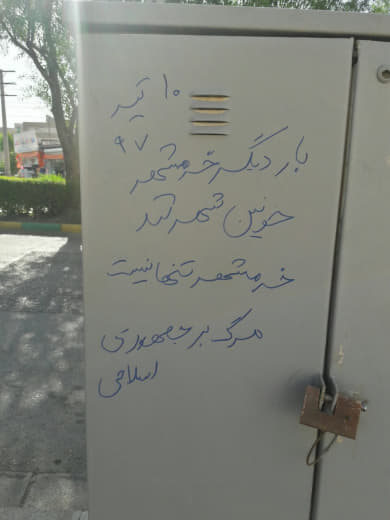 ۱۰ تیر
۹۷
بار دیگر خرمشهر
خونین شهر شد
خرمشهر تنها نیست
مرگ بر جمهوری
اسلامی